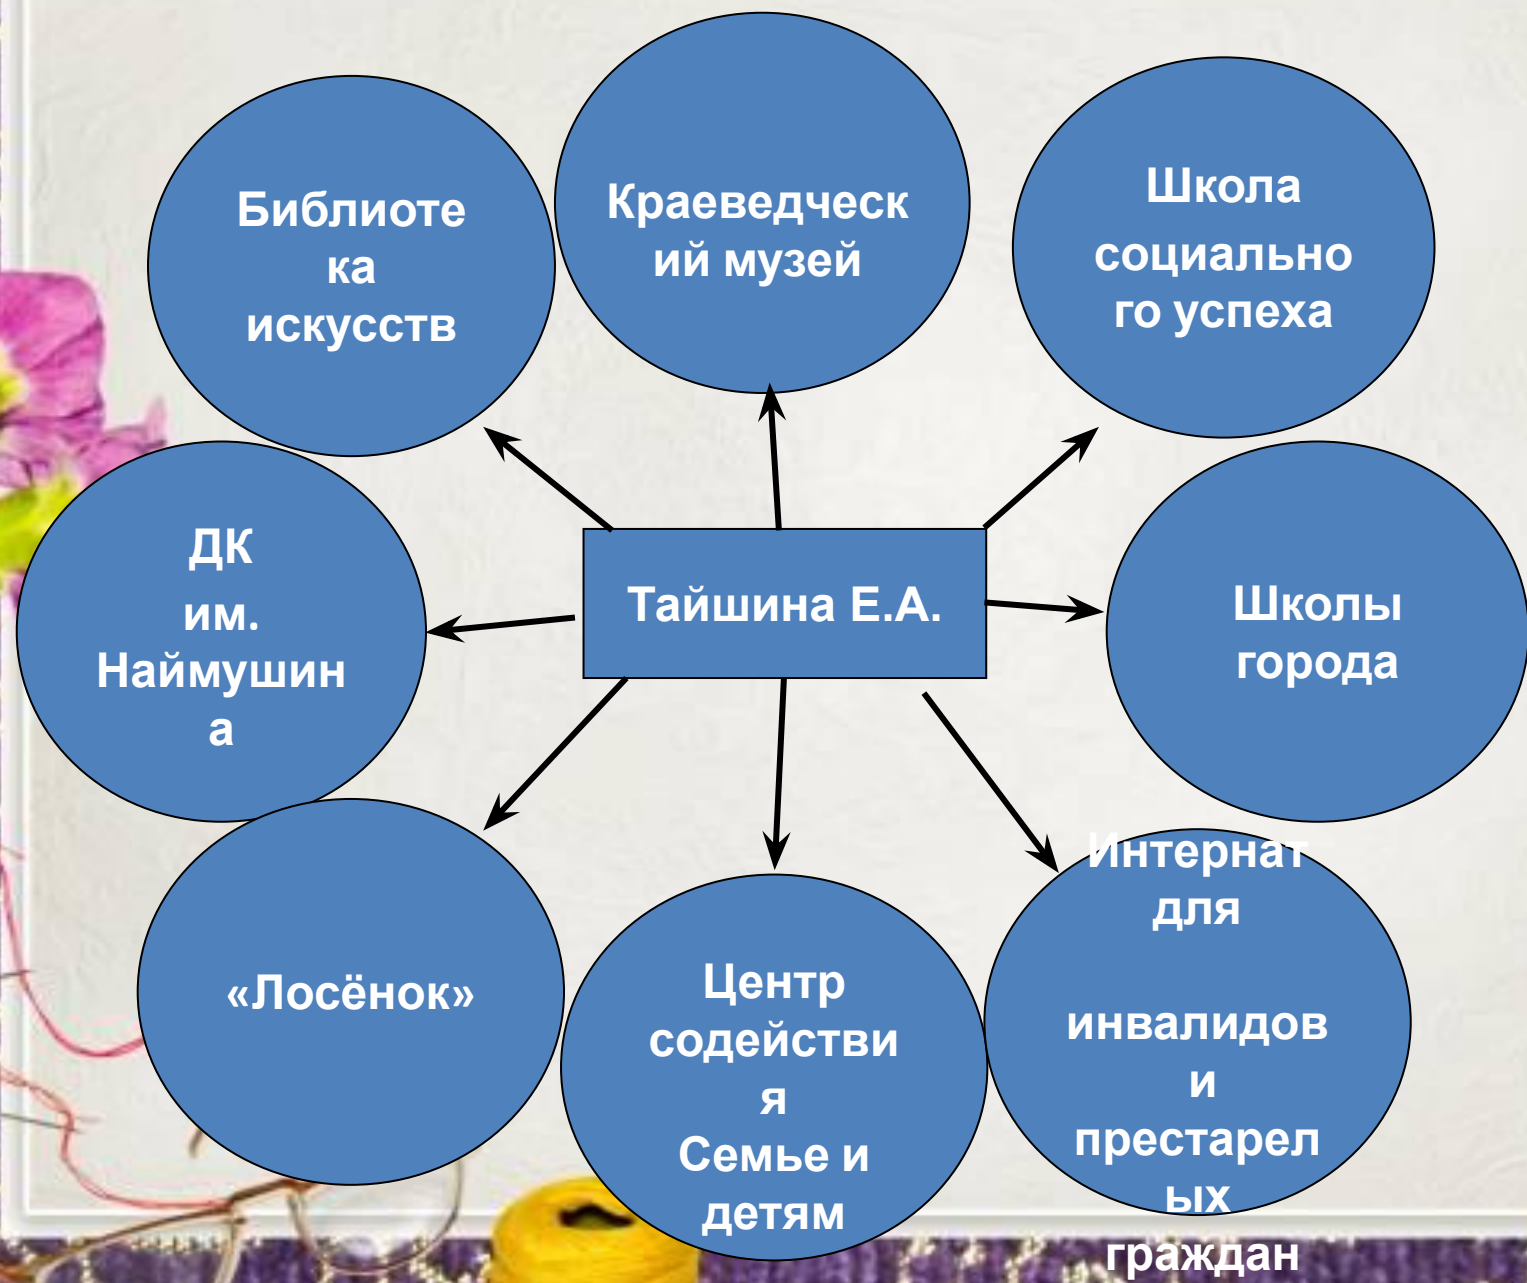 Библиоте
ка
искусств
Краеведческ
ий музей
Школа
социально
го успеха
ДК
им.
Наймушин
а
Тайшина Е.А.
Школы
города
«Лосёнок»
Центр
содействи
я
Семье и
детям
Интернат
для
инвалидов
и
престарел
ых
граждан